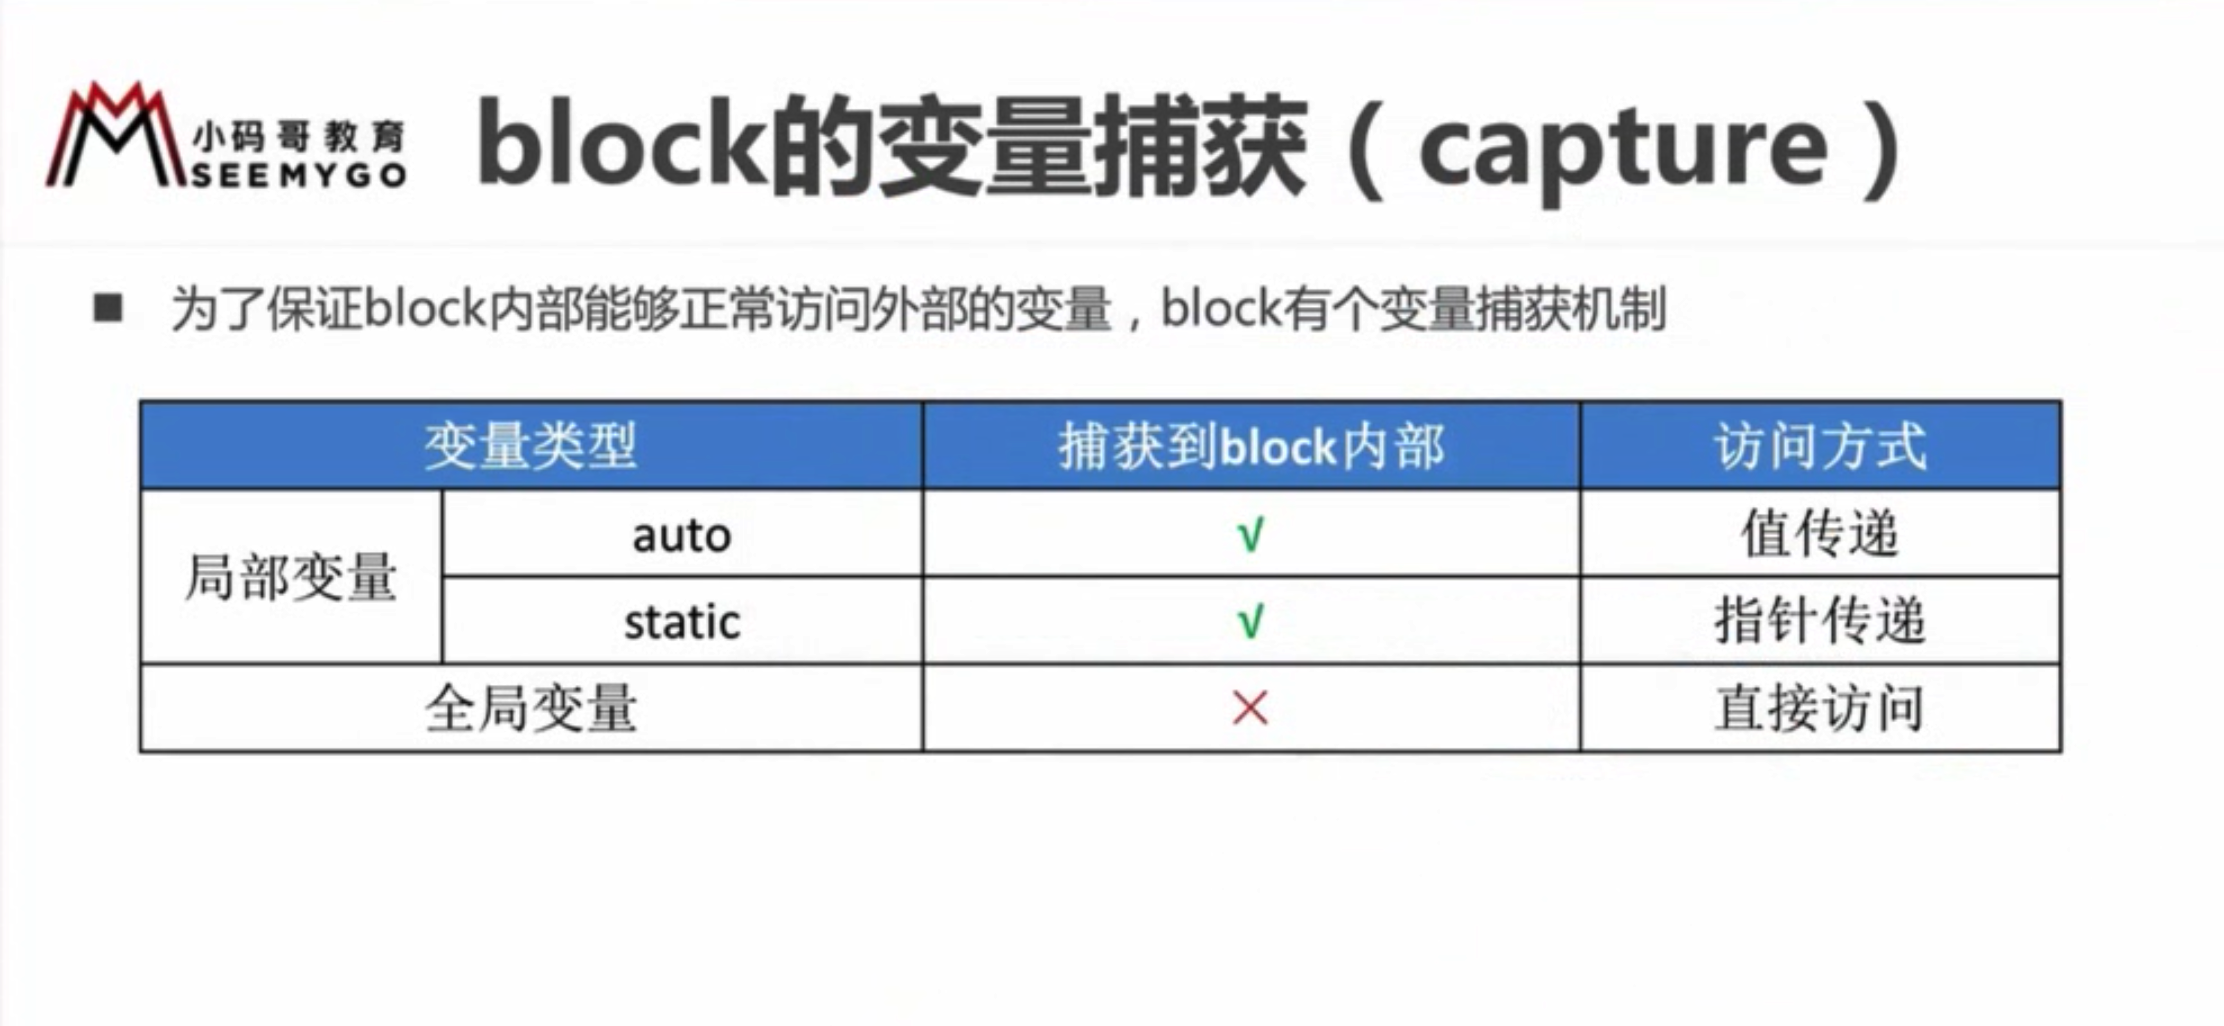 小码哥教育
SEEMYGO
block的变量捕获（capture）
■ 为了保证block内部能够正常访问外部的变量，block有个变量捕获机制
变量类型 捕获到block内部 访问方式
局部变量 auto √ 值传递
static √ 指针传递
全局变量 × 直接访问